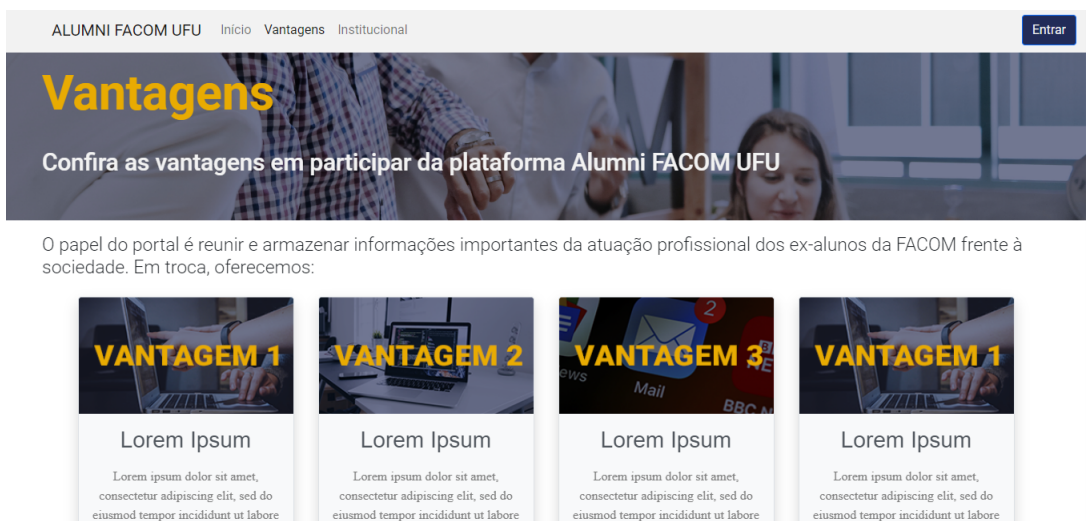 ALUMNI FACOM UFU Início Vantagens Institucional Entrar
Vantagens
Confira as vantagens em participar da plataforma Alumni FACOM UFU
O papel do portal é reunir e armazenar informações importantes da atuação profissional dos ex-alunos da FACOM frente à
sociedade. Em troca, oferecemos:
VANTAGEM 1
Lorem Ipsum
Lorem ipsum dolor sit amet,
consectetur adipiscing elit, sed do
eiusmod tempor incididunt ut labore
VANTAGEM 2
Lorem Ipsum
Lorem ipsum dolor sit amet,
consectetur adipiscing elit, sed do
eiusmod tempor incididunt ut labore
2
VANTAGEM 3
Mail
BBC
Lorem Ipsum
Lorem ipsum dolor sit amet,
consectetur adipiscing elit, sed do
eiusmod tempor incididunt ut labore
VANTAGEM 1
Lorem Ipsum
Lorem ipsum dolor sit amet,
consectetur adipiscing elit, sed do
eiusmod tempor incididunt ut labore